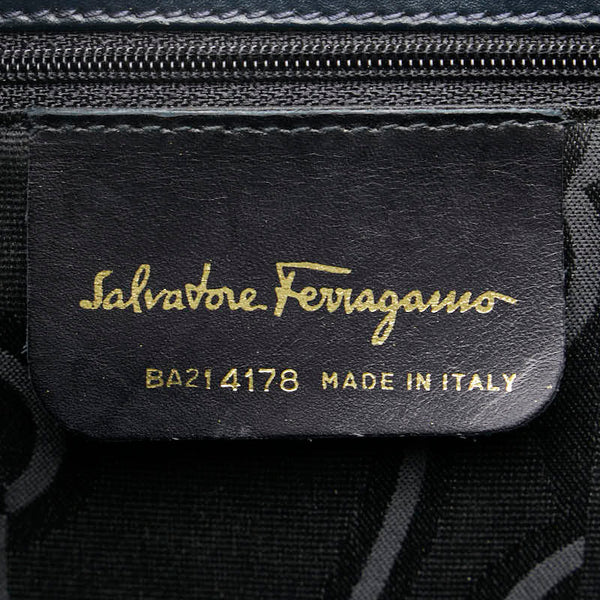 Salvatore Ferragamo
BA21 4178 MADE IN ITALY